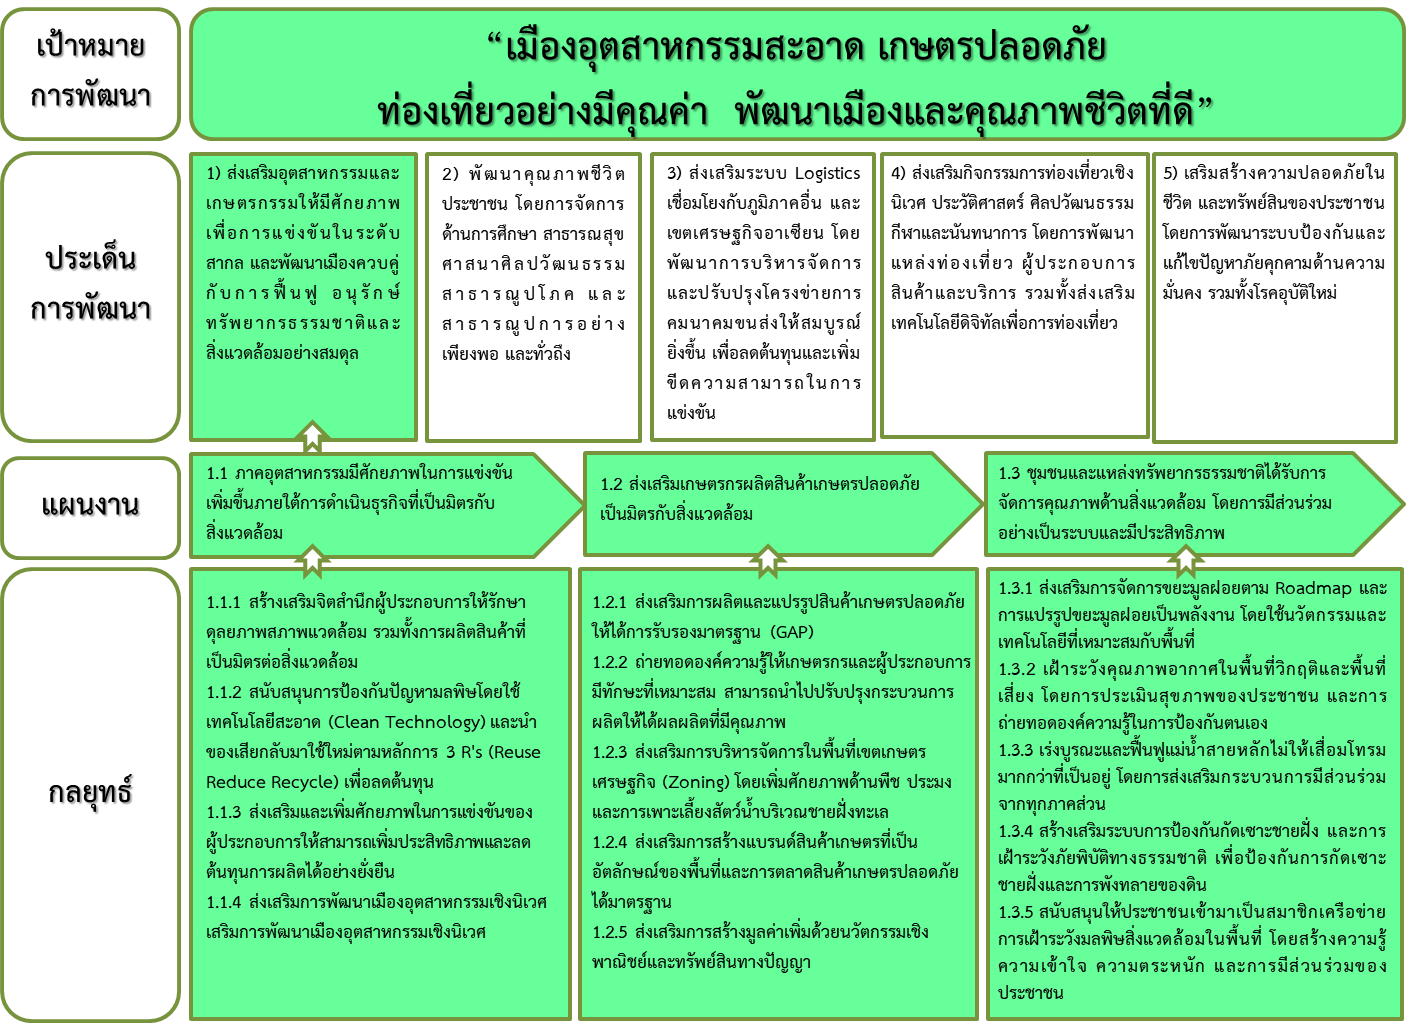 เป้าหมาย
การพัฒนา
“เมืองอุตสาหกรรมสะอาด เกษตรปลอดภัย
ท่องเที่ยวอย่างมีคุณค่า พัฒนาเมืองและคุณภาพชีวิตที่ดี”
ประเด็น
การพัฒนา
1) ส่งเสริมอุตสาหกรรมและ
เกษตรกรรมให้มีศักยภาพ
เพื่อการแข่งขันในระดับ
สากล และพัฒนาเมืองควบคู่
กับการฟื้นฟู อนุรักษ์
ทรัพยากรธรรมชาติและ
สิ่งแวดล้อมอย่างสมดุล
2) พัฒนาคุณภาพชีวิต
ประชาชน โดยการจัดการ
ด้านการศึกษา สาธารณสุข
ศาสนาศิลปวัฒนธรรม
สาธารณูปโภค และ
สาธารณูปการอย่าง
เพียงพอ และทั่วถึง
3) ส่งเสริมระบบ Logistics
เชื่อมโยงกับภูมิภาคอื่น และ
เขตเศรษฐกิจอาเซียน โดย
พัฒนาการบริหารจัดการ
และปรับปรุงโครงข่ายการ
คมนาคมขนส่งให้สมบูรณ์
ยิ่งขึ้น เพื่อลดต้นทุนและเพิ่ม
ขีดความสามารถในการ
แข่งขัน
4) ส่งเสริมกิจกรรมการท่องเที่ยวเชิง
นิเวศ ประวัติศาสตร์ ศิลปวัฒนธรรม
กีฬาและนันทนาการ โดยการพัฒนา
แหล่งท่องเที่ยว ผู้ประกอบการ
สินค้าและบริการ รวมทั้งส่งเสริม
เทคโนโลยีดิจิทัลเพื่อการท่องเที่ยว
5) เสริมสร้างความปลอดภัยใน
ชีวิต และทรัพย์สินของประชาชน
โดยการพัฒนาระบบป้องกันและ
แก้ไขปัญหาภัยคุกคามด้านความ
มั่นคง รวมทั้งโรคอุบัติใหม่
แผนงาน
1.1 ภาคอุตสาหกรรมมีศักยภาพในการแข่งขัน
เพิ่มขึ้นภายใต้การดำเนินธุรกิจที่เป็นมิตรกับ
สิ่งแวดล้อม
1.2 ส่งเสริมเกษตรกรผลิตสินค้าเกษตรปลอดภัย
เป็นมิตรกับสิ่งแวดล้อม
1.3 ชุมชนและแหล่งทรัพยากรธรรมชาติได้รับการ
จัดการคุณภาพด้านสิ่งแวดล้อม โดยการมีส่วนร่วม
อย่างเป็นระบบและมีประสิทธิภาพ
กลยุทธ์
1.1.1 สร้างเสริมจิตสำนึกผู้ประกอบการให้รักษา
ดุลยภาพสภาพแวดล้อม รวมทั้งการผลิตสินค้าที่
เป็นมิตรต่อสิ่งแวดล้อม
1.1.2 สนับสนุนการป้องกันปัญหามลพิษโดยใช้
เทคโนโลยีสะอาด (Clean Technology) และนำ
ของเสียกลับมาใช้ใหม่ตามหลักการ 3 R's (Reuse
Reduce Recycle) เพื่อลดต้นทุน
1.1.3 ส่งเสริมและเพิ่มศักยภาพในการแข่งขันของ
ผู้ประกอบการให้สามารถเพิ่มประสิทธิภาพและลด
ต้นทุนการผลิตได้อย่างยั่งยืน
1.1.4 ส่งเสริมการพัฒนาเมืองอุตสาหกรรมเชิงนิเวศ
เสริมการพัฒนาเมืองอุตสาหกรรมเชิงนิเวศ
1.2.1 ส่งเสริมการผลิตและแปรรูปสินค้าเกษตรปลอดภัย
ให้ได้การรับรองมาตรฐาน (GAP)
1.2.2 ถ่ายทอดองค์ความรู้ให้เกษตรกรและผู้ประกอบการ
มีทักษะที่เหมาะสม สามารถนำไปปรับปรุงกระบวนการ
ผลิตให้ได้ผลผลิตที่มีคุณภาพ
1.2.3 ส่งเสริมการบริหารจัดการในพื้นที่เขตเกษตร
เศรษฐกิจ (Zoning) โดยเพิ่มศักยภาพด้านพืช ประมง
และการเพาะเลี้ยงสัตว์น้ำบริเวณชายฝั่งทะเล
1.2.4 ส่งเสริมการสร้างแบรนด์สินค้าเกษตรที่เป็น
อัตลักษณ์ของพื้นที่และการตลาดสินค้าเกษตรปลอดภัย
ได้มาตรฐาน
1.2.5 ส่งเสริมการสร้างมูลค่าเพิ่มด้วยนวัตกรรมเชิง
พาณิชย์และทรัพย์สินทางปัญญา
1.3.1 ส่งเสริมการจัดการขยะมูลฝอยตาม Roadmap และ
การแปรรูปขยะมูลฝอยเป็นพลังงาน โดยใช้นวัตกรรมและ
เทคโนโลยีที่เหมาะสมกับพื้นที่
1.3.2 เฝ้าระวังคุณภาพอากาศในพื้นที่วิกฤติและพื้นที่
เสี่ยง โดยการประเมินสุขภาพของประชาชน และการ
ถ่ายทอดองค์ความรู้ในการป้องกันตนเอง
1.3.3 เร่งบูรณะและฟื้นฟูแม่น้ำสายหลักไม่ให้เสื่อมโทรม
มากกว่าที่เป็นอยู่ โดยการส่งเสริมกระบวนการมีส่วนร่วม
จากทุกภาคส่วน
1.3.4 สร้างเสริมระบบการป้องกันกัดเซาะชายฝั่ง และการ
เฝ้าระวังภัยพิบัติทางธรรมชาติ เพื่อป้องกันการกัดเซาะ
ชายฝั่งและการพังทลายของดิน
1.3.5 สนับสนุนให้ประชาชนเข้ามาเป็นสมาชิกเครือข่าย
การเฝ้าระวังมลพิษสิ่งแวดล้อมในพื้นที่ โดยสร้างความรู้
ความเข้าใจ ความตระหนัก และการมีส่วนร่วมของ
ประชาชน